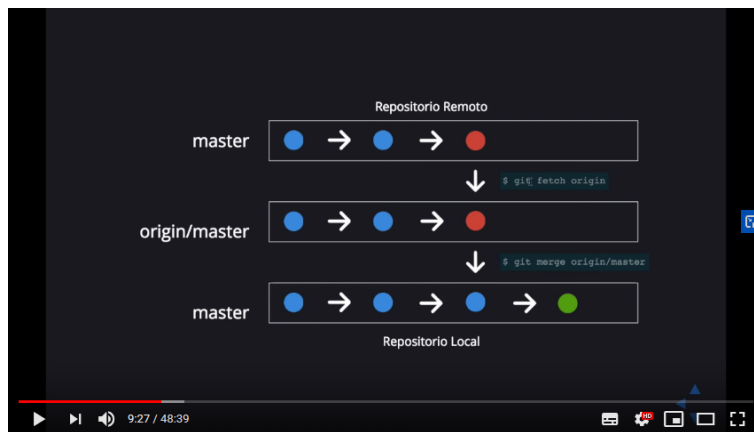 Repositorio Remoto
master
$ git fetch origin
origin/master
$ git merge origin/master
master
Repositorio Local
9:27 / 48:39
HD